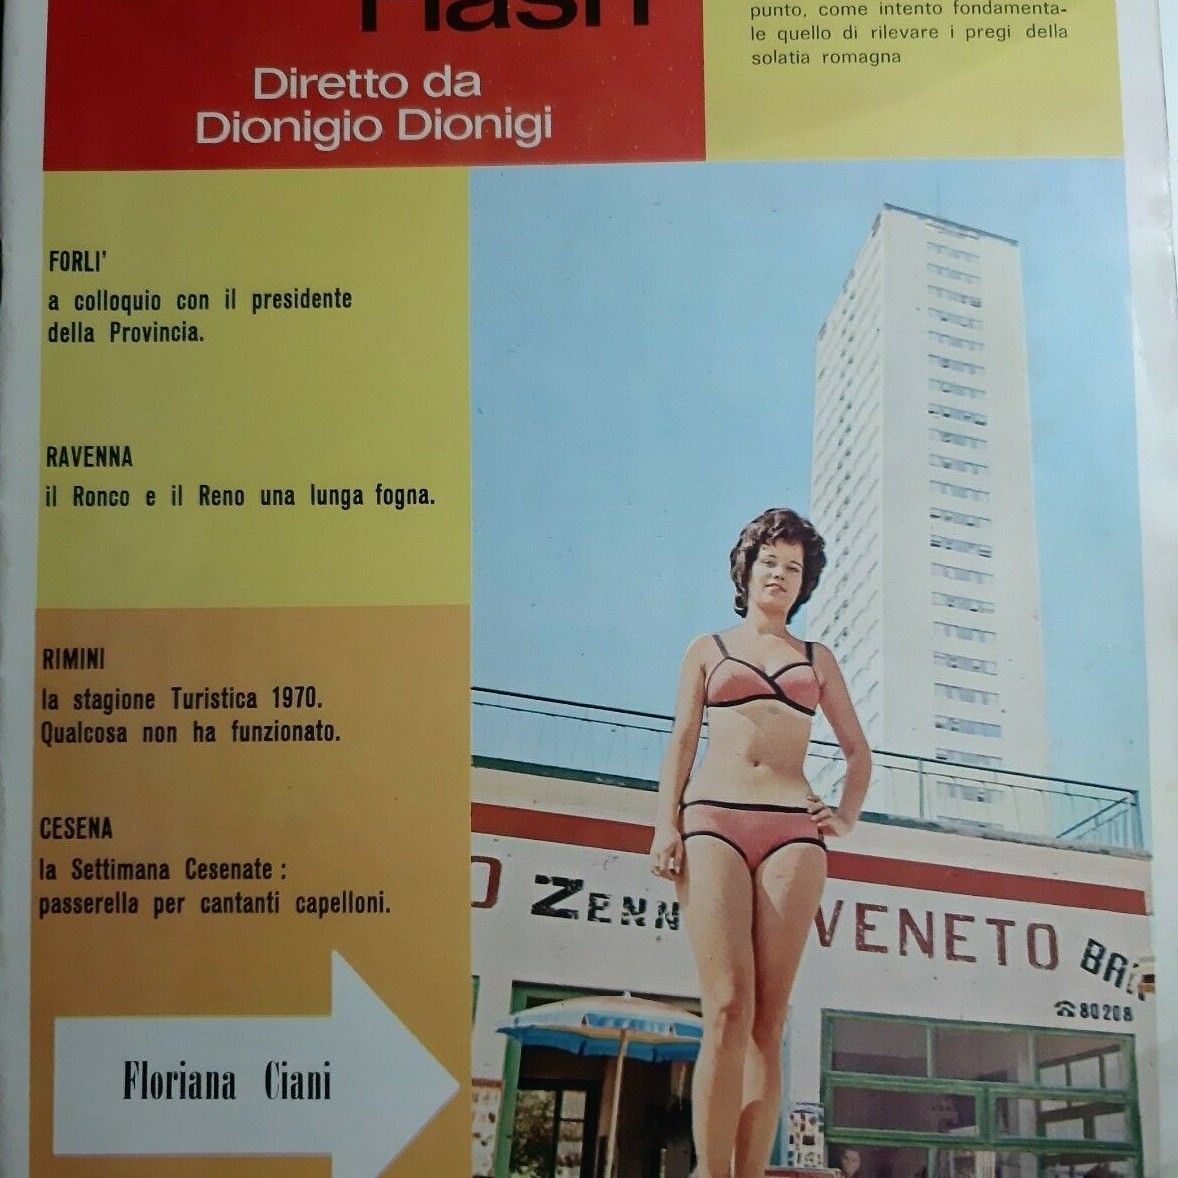 Flash
Diretto da
Dionigio Dionigi
punto, come intento fondamenta-
le quello di rilevare i pregi della
solatia romagna
FORLI'
a colloquio con il presidente
della Provincia.
RAVENNA
il Ronco e il Reno una lunga fogna.
RIMINI
la stagione Turistica 1970.
Qualcosa non ha funzionato.
CESENA
la Settimana Cesenate :
passerella per cantanti capelloni.
Floriana Ciani
O ZENN VENETO
☎80208